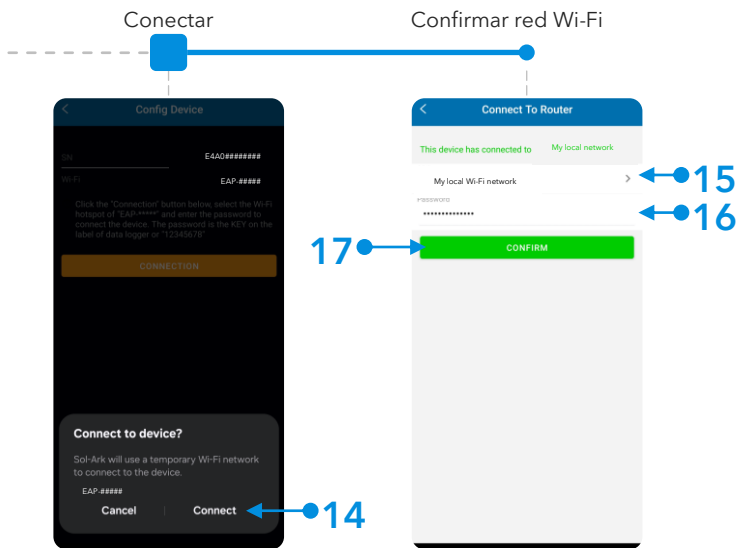 Conectar
Confirmar red Wi-Fi
Config Device
SN
E4A0########
Wi-Fi
EAP-#####
Click the "Connection" button below, select the Wi-Fi
hotspot of "EAP-*****" and enter the password to
connect the device. The password is the KEY on the
label of data logger or "12345678"
CONNECTION
Connect to device?
Sol-Ark will use a temporary Wi-Fi network
to connect to the device.
EAP-#####
Cancel
Connect
14
Connect To Router
This device has connected to
My local network
My local Wi-Fi network
15
Password
••••••••••••••
16
17
CONFIRM